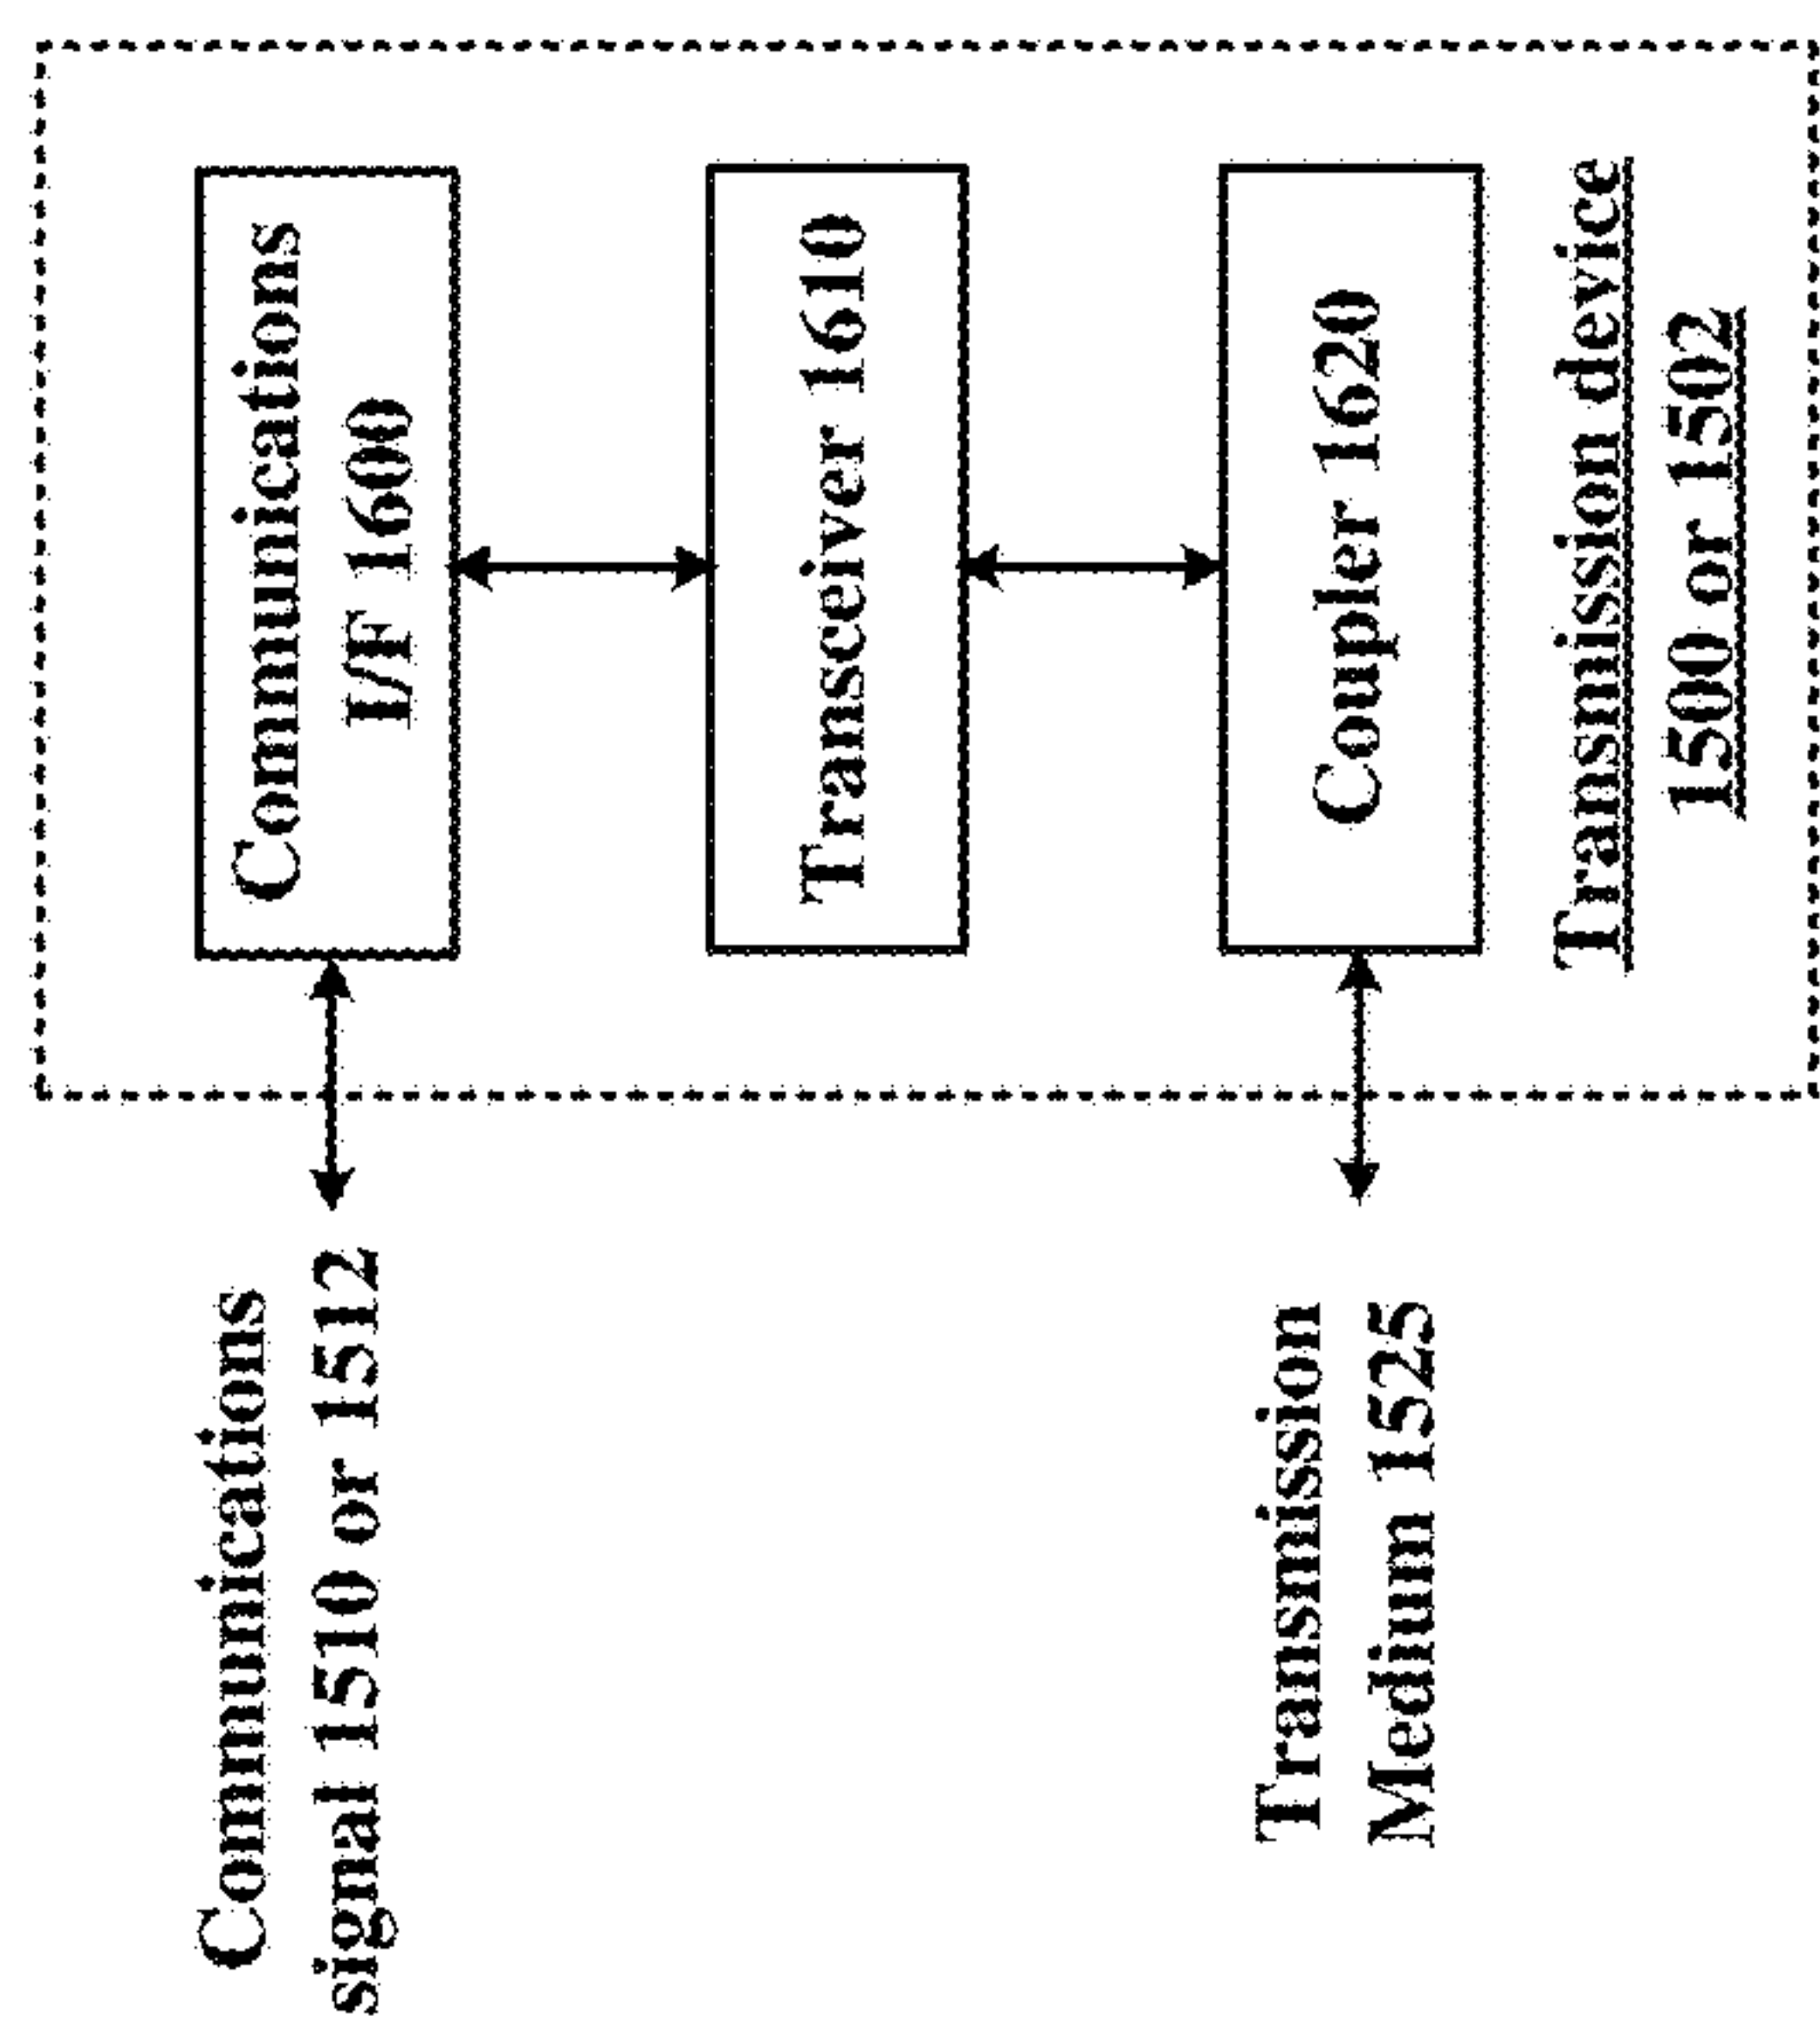 Communications
signal 1510 or 1512
Communications
I/F 1600
Transceiver 1610
Transmission
Medium 1525
Coupler 1620
Transmission device
1500 or 1502